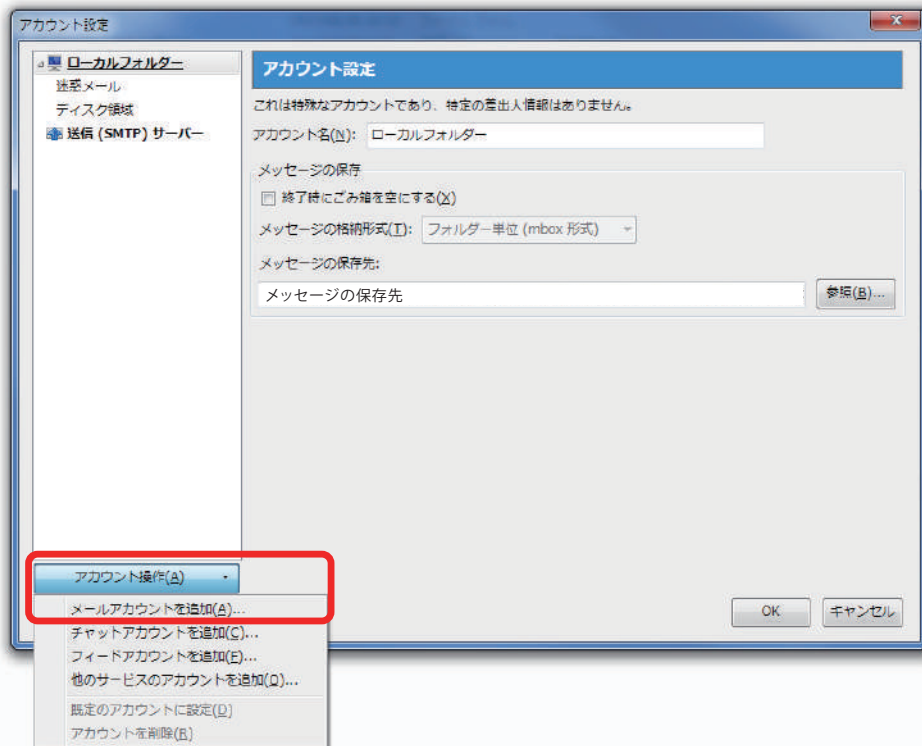 アカウント設定
ローカルフォルダー
迷惑メール
ディスク領域
送信 (SMTP) サーバー
アカウント設定
これは特殊なアカウントであり、特定の差出人情報はありません。
アカウント名(N): ローカルフォルダー
メッセージの保存
終了時にごみ箱を空にする(X)
メッセージの格納形式(T): フォルダー単位 (mbox 形式)
メッセージの保存先:
メッセージの保存先 参照(B)...
アカウント操作(A)
メールアカウントを追加(A)...
チャットアカウントを追加(C)...
フィードアカウントを追加(F)...
他のサービスのアカウントを追加(O)...
既定のアカウントに設定(D)
アカウントを削除(R)
OK キャンセル